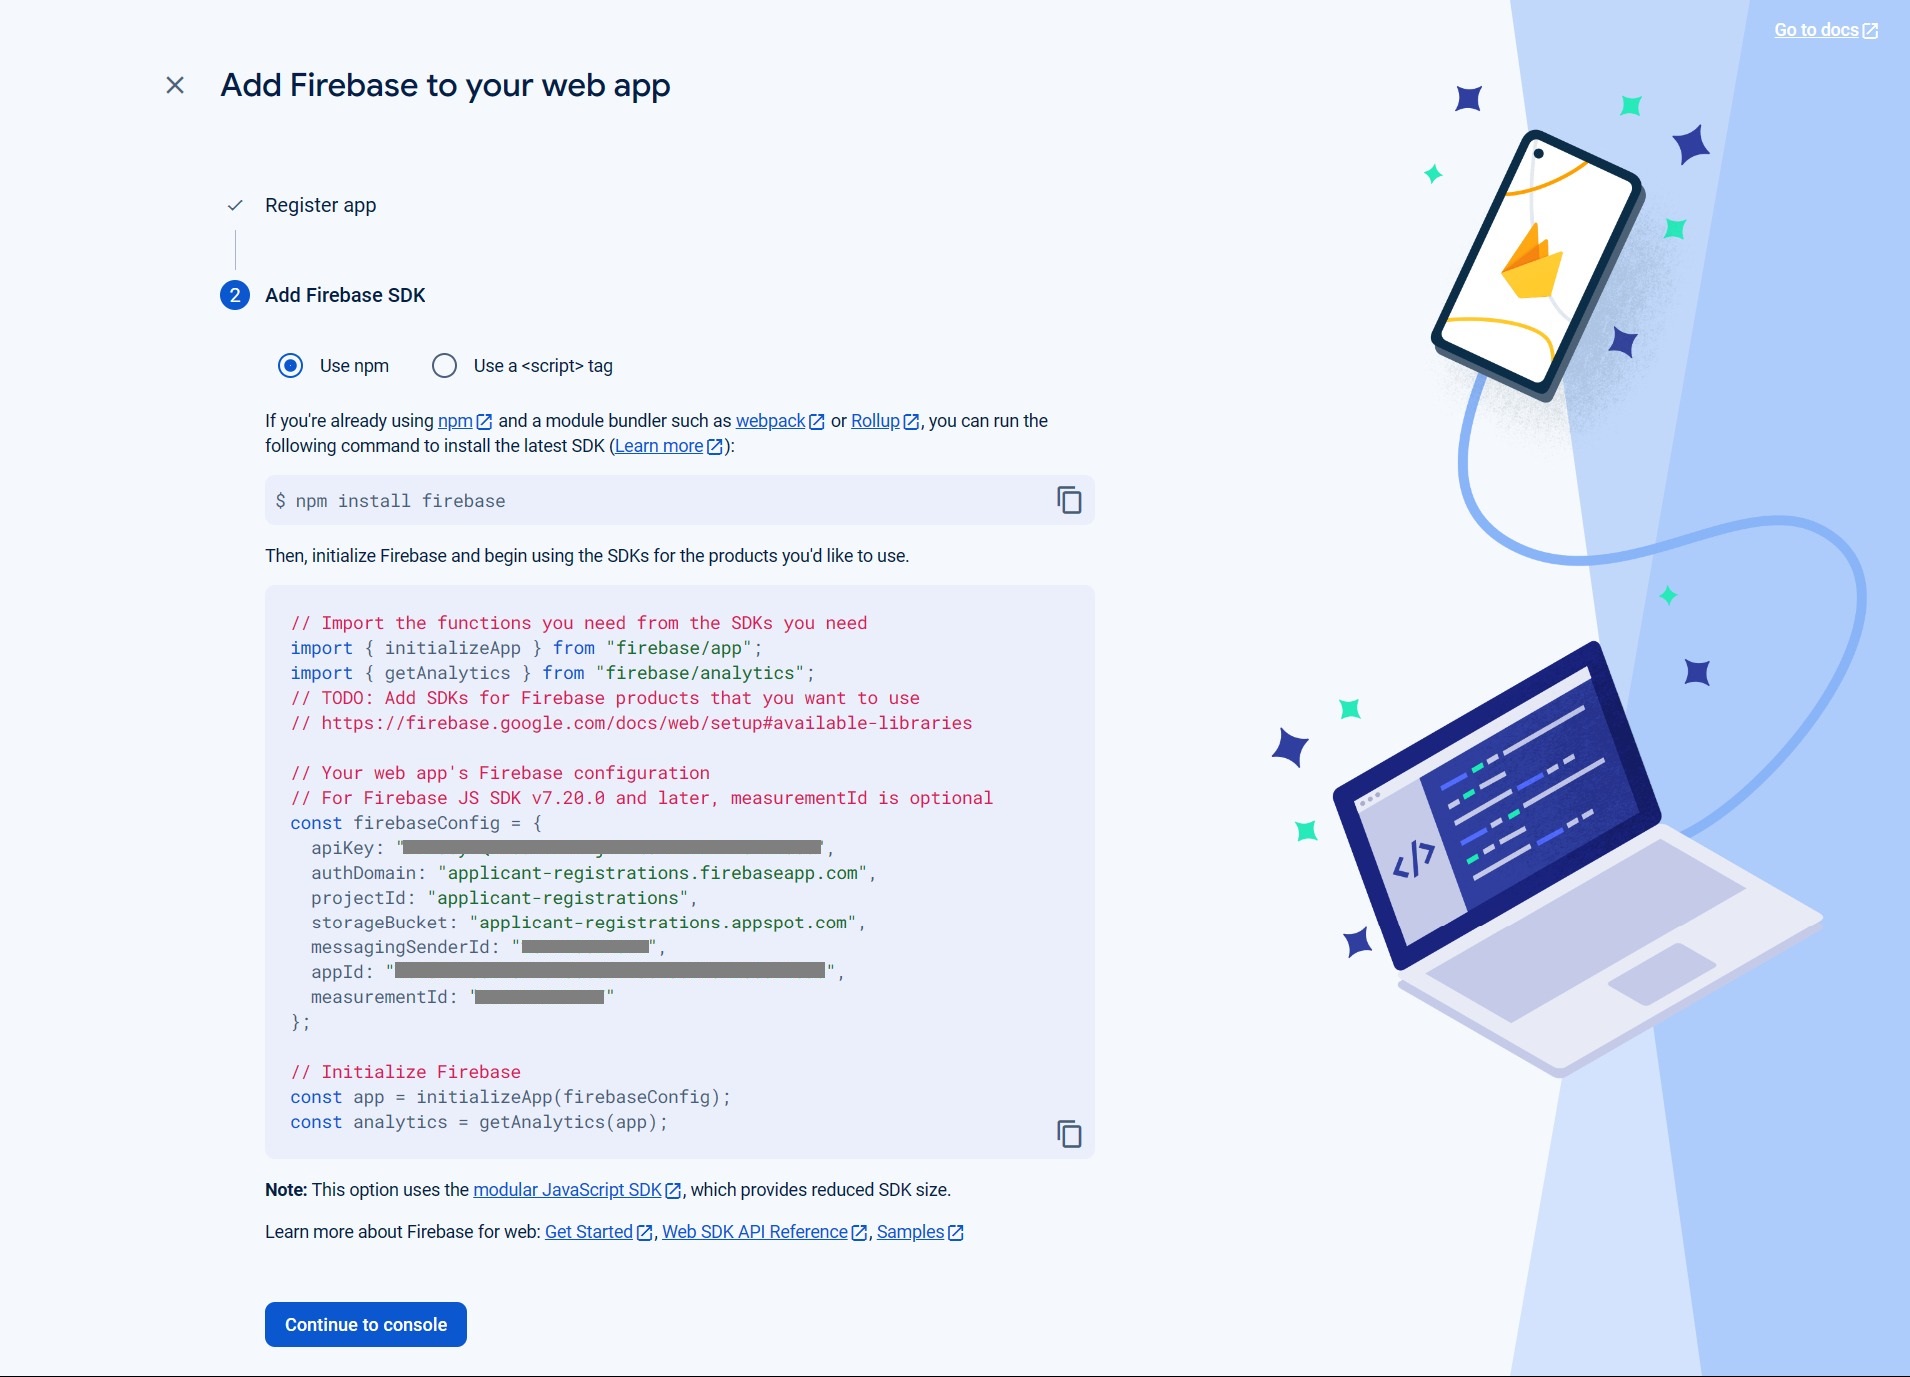 Go to docs
Add Firebase to your web app
Register app
2 Add Firebase SDK
Use npm Use a <script> tag
If you're already using npm and a module bundler such as webpack or Rollup, you can run the
following command to install the latest SDK (Learn more):
$ npm install firebase
Then, initialize Firebase and begin using the SDKs for the products you'd like to use.
// Import the functions you need from the SDKs you need
import { initializeApp } from "firebase/app";
import { getAnalytics } from "firebase/analytics";
// TODO: Add SDKs for Firebase products that you want to use
// https://firebase.google.com/docs/web/setup#available-libraries
// Your web app's Firebase configuration
// For Firebase JS SDK v7.20.0 and later, measurementId is optional
const firebaseConfig = {
apiKey: "",
authDomain: "applicant-registrations.firebaseapp.com",
projectId: "applicant-registrations",
storageBucket: "applicant-registrations.appspot.com",
messagingSenderId: "",
appId: "",
measurementId: ""
};
// Initialize Firebase
const app = initializeApp(firebaseConfig);
const analytics = getAnalytics(app);
Note: This option uses the modular JavaScript SDK, which provides reduced SDK size.
Learn more about Firebase for web: Get Started, Web SDK API Reference, Samples
Continue to console
</>